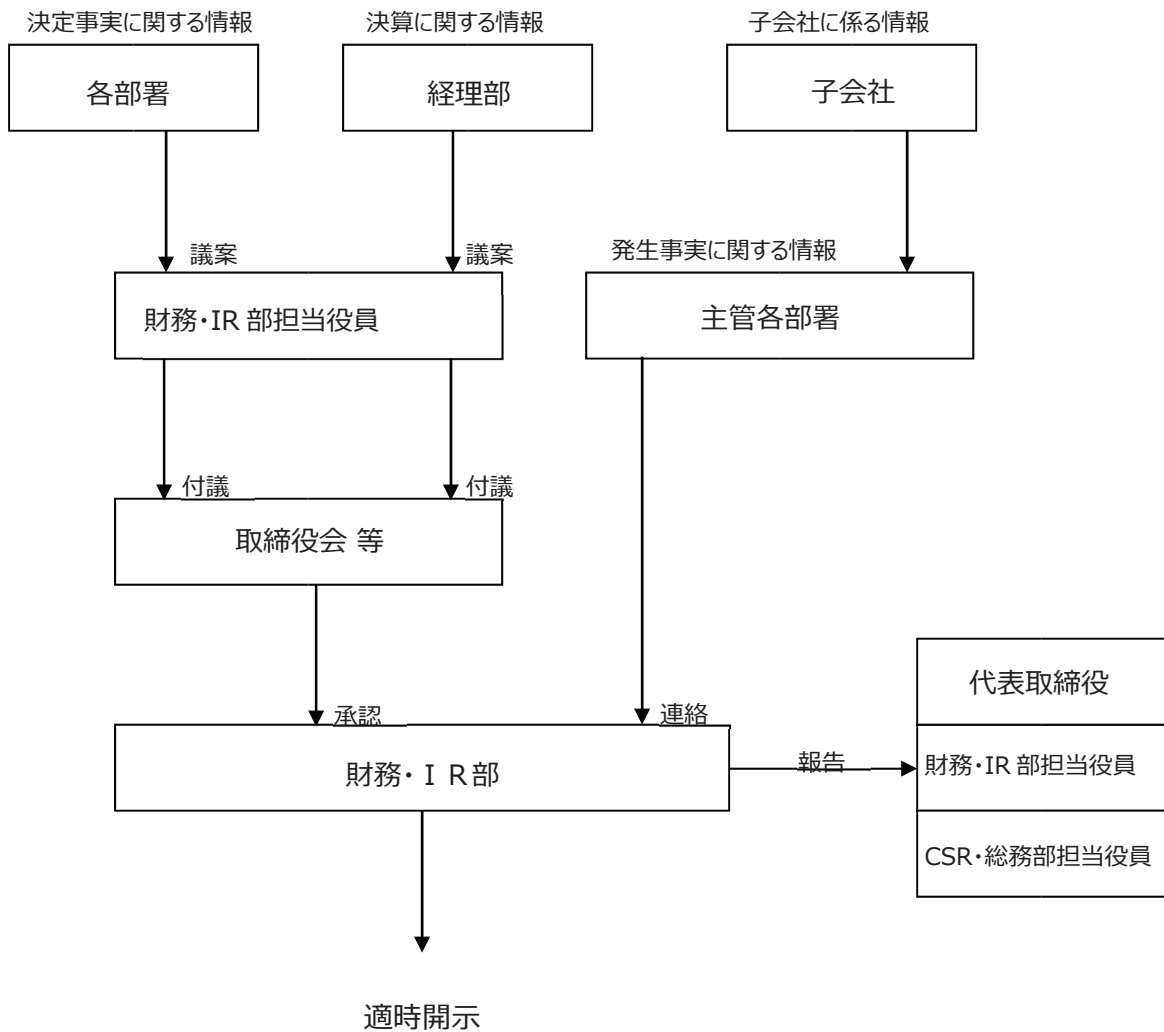 決定事実に関する情報
決算に関する情報
子会社に係る情報
各部署
経理部
子会社
議案
議案
発生事実に関する情報
財務・IR 部担当役員
主管各部署
付議
付議
取締役会 等
承認
連絡
代表取締役
財務・ＩＲ部
報告
財務・IR 部担当役員
CSR・総務部担当役員
適時開示